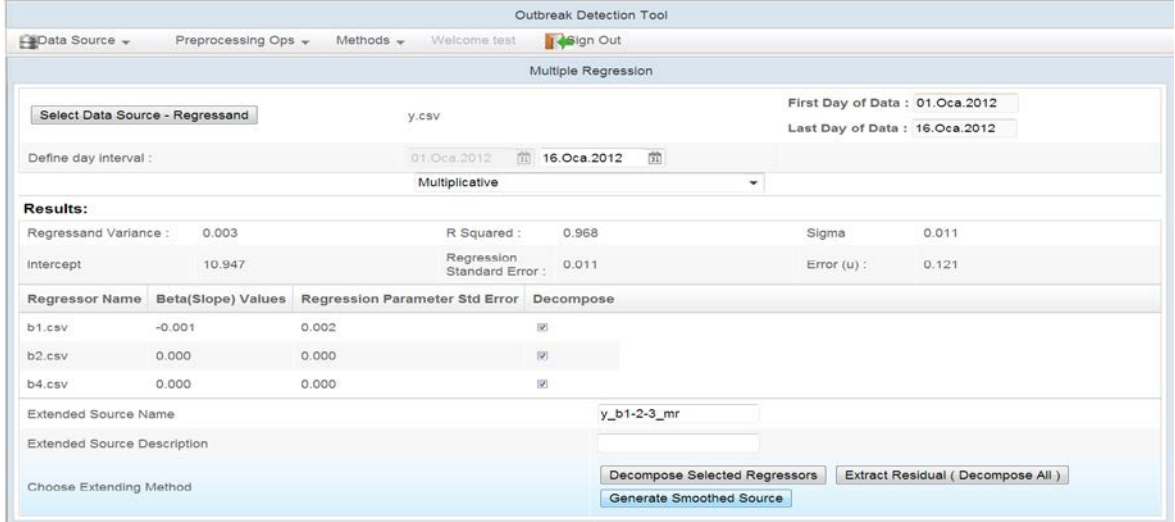 Outbreak Detection Tool
Data Source Preprocessing Ops Methods Welcome test Sign Out
Multiple Regression
Select Data Source - Regressand y.csv First Day of Data : 01.Oca.2012
Last Day of Data : 16.Oca.2012
Define day interval : 01.Oca.2012 31 16.Oca.2012 31
Multiplicative
Results:
Regressand Variance : 0.003 R Squared : 0.968 Sigma 0.011
Intercept 10.947 Regression Standard Error : 0.011 Error (u) : 0.121
Regressor Name Beta(Slope) Values Regression Parameter Std Error Decompose
b1.csv -0.001 0.002
b2.csv 0.000 0.000
b4.csv 0.000 0.000
Extended Source Name y_b1-2-3_mr
Extended Source Description
Choose Extending Method Decompose Selected Regressors Extract Residual ( Decompose All )
Generate Smoothed Source